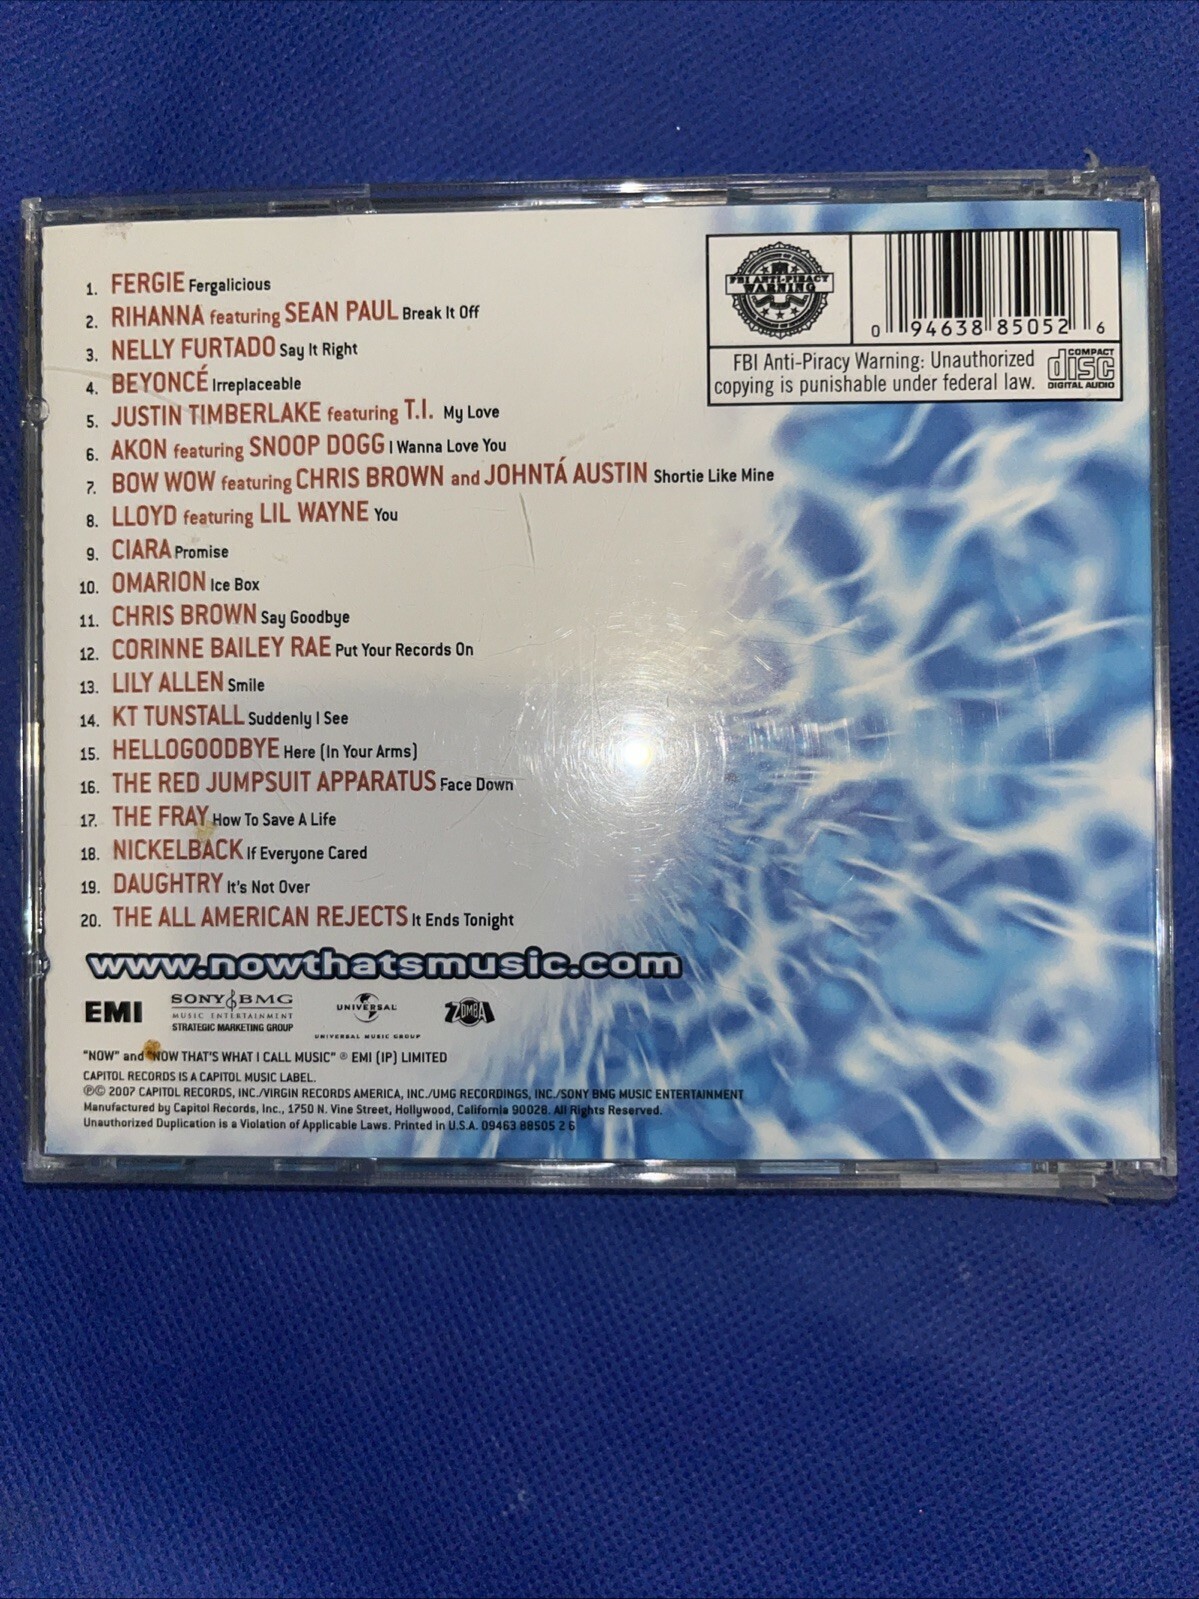 1. FERGIE Fergalicious
2. RIHANNA featuring SEAN PAUL Break It Off
3. NELLY FURTADO Say It Right
4. BEYONCÉ Irreplaceable
5. JUSTIN TIMBERLAKE featuring T.I. My Love
6. AKON featuring SNOOP DOGG I Wanna Love You
7. BOW WOW featuring CHRIS BROWN and JOHNTÁ AUSTIN Shortie Like Mine
8. LLOYD featuring LIL WAYNE You
9. CIARA Promise
10. OMARION Ice Box
11. CHRIS BROWN Say Goodbye
12. CORINNE BAILEY RAE Put Your Records On
13. LILY ALLEN Smile
14. KT TUNSTALL Suddenly I See
15. HELLOGOODBYE Here (In Your Arms)
16. THE RED JUMPSUIT APPARATUS Face Down
17. THE FRAY How To Save A Life
18. NICKELBACK If Everyone Cared
19. DAUGHTRY It's Not Over
20. THE ALL AMERICAN REJECTS It Ends Tonight
FBI ANTI-PIRACY
WARNING
0 94638 85052 6
FBI Anti-Piracy Warning: Unauthorized
copying is punishable under federal law.
COMPACT
disc
DIGITAL AUDIO
www.nowthatsmusic.com
EMI
SONY BMG
MUSIC ENTERTAINMENT
STRATEGIC MARKETING GROUP
UNIVERSAL
UNIVERSAL MUSIC GROUP
ZOMBA
"NOW" and "NOW THAT'S WHAT I CALL MUSIC" ® EMI (IP) LIMITED
CAPITOL RECORDS IS A CAPITOL MUSIC LABEL.
℗© 2007 CAPITOL RECORDS, INC./VIRGIN RECORDS AMERICA, INC./UMG RECORDINGS, INC./SONY BMG MUSIC ENTERTAINMENT
Manufactured by Capitol Records, Inc., 1750 N. Vine Street, Hollywood, California 90028. All Rights Reserved.
Unauthorized Duplication is a Violation of Applicable Laws. Printed in U.S.A. 09463 88505 2 6